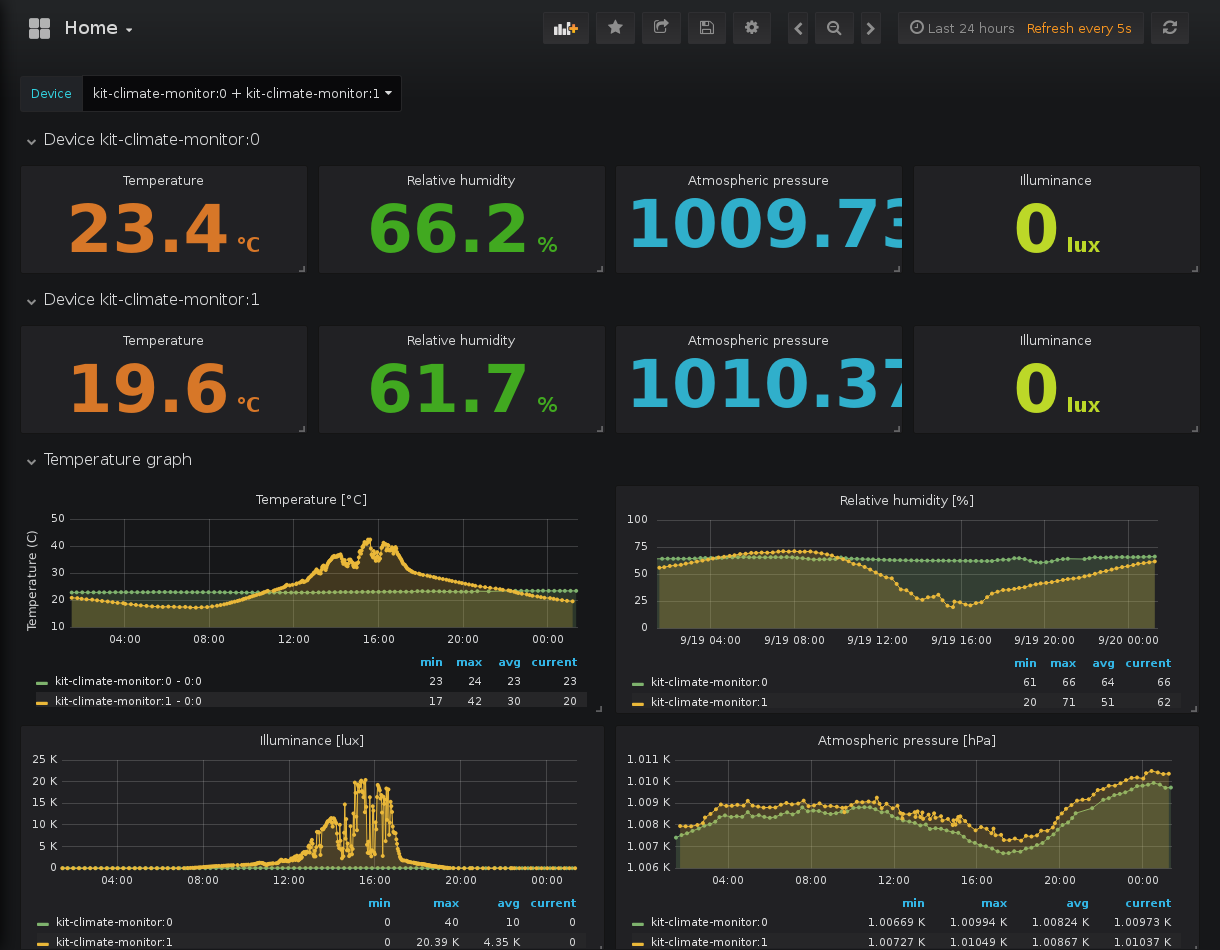 Home
Last 24 hours Refresh every 5s
Device kit-climate-monitor:0 + kit-climate-monitor:1
Device kit-climate-monitor:0
Temperature Relative humidity Atmospheric pressure Illuminance
23.4 °C 66.2 % 1009.73 0 lux
Device kit-climate-monitor:1
Temperature Relative humidity Atmospheric pressure Illuminance
19.6 °C 61.7 % 1010.37 0 lux
Temperature graph
Temperature [°C]
Temperature (C)
50
40
30
20
10
04:00 08:00 12:00 16:00 20:00 00:00
min max avg current
kit-climate-monitor:0 - 0:0 23 24 23 23
kit-climate-monitor:1 - 0:0 17 42 30 20
Relative humidity [%]
100
75
50
25
0
9/19 04:00 9/19 08:00 9/19 12:00 9/19 16:00 9/19 20:00 9/20 00:00
min max avg current
kit-climate-monitor:0 61 66 64 66
kit-climate-monitor:1 20 71 51 62
Illuminance [lux]
25 K
20 K
15 K
10 K
5 K
0
04:00 08:00 12:00 16:00 20:00 00:00
min max avg current
kit-climate-monitor:0 0 40 10 0
kit-climate-monitor:1 0 20.39 K 4.35 K 0
Atmospheric pressure [hPa]
1.011 K
1.010 K
1.009 K
1.008 K
1.007 K
1.006 K
04:00 08:00 12:00 16:00 20:00 00:00
min max avg current
kit-climate-monitor:0 1.00669 K 1.00994 K 1.00824 K 1.00973 K
kit-climate-monitor:1 1.00727 K 1.01049 K 1.00867 K 1.01037 K